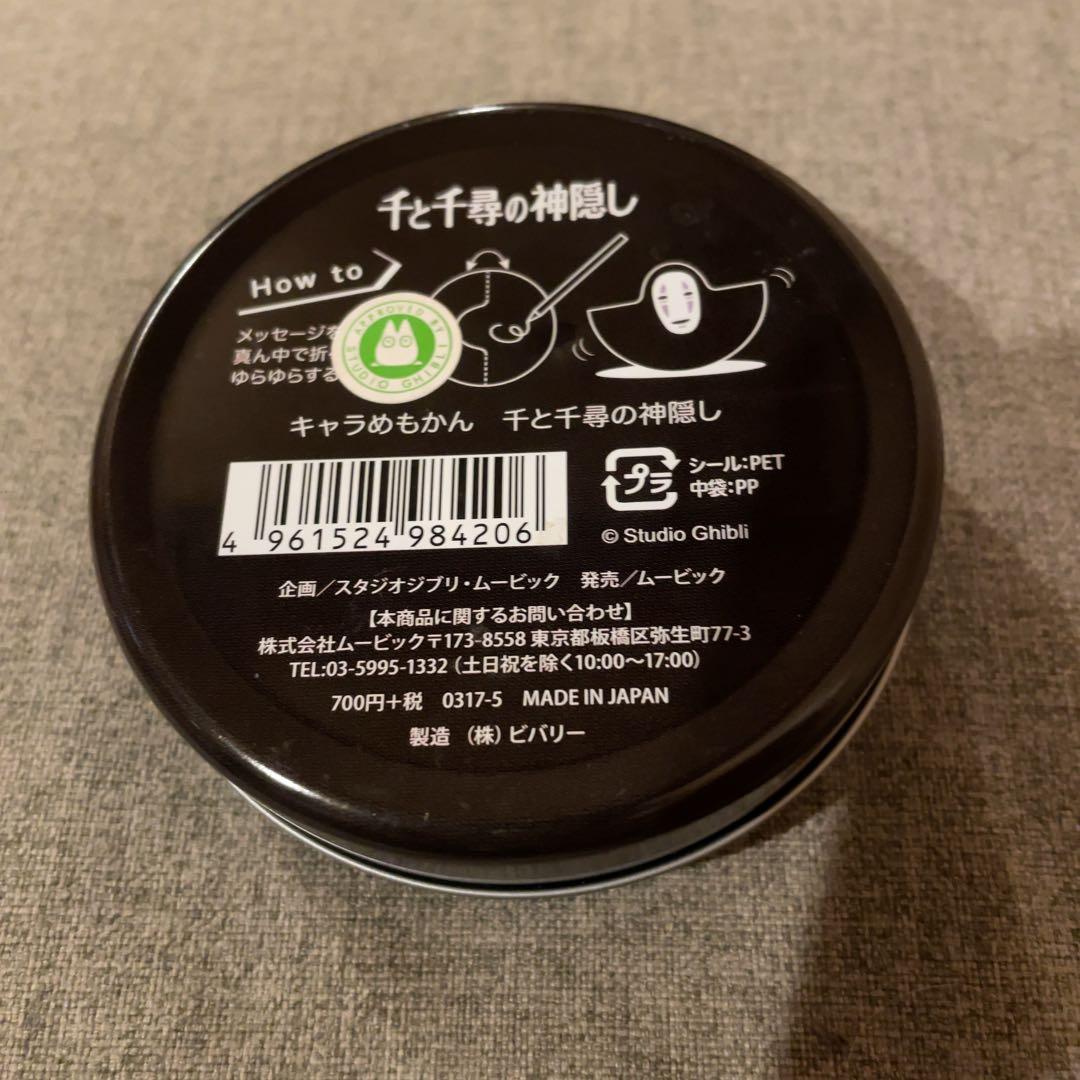 千と千尋の神隠し
How to
メッセージを
真ん中で折
ゆらゆらする
APPROVED BY STUDIO GHIBLI
キャラめもかん 千と千尋の神隠し
4 961524 984206
プラ
シール:PET
中袋:PP
© Studio Ghibli
企画/スタジオジブリ・ムービック 発売/ムービック
【本商品に関するお問い合わせ】
株式会社ムービック〒173-8558 東京都板橋区弥生町77-3
TEL:03-5995-1332(土日祝を除く10:00〜17:00)
700円+税 0317-5 MADE IN JAPAN
製造 (株)ビバリー